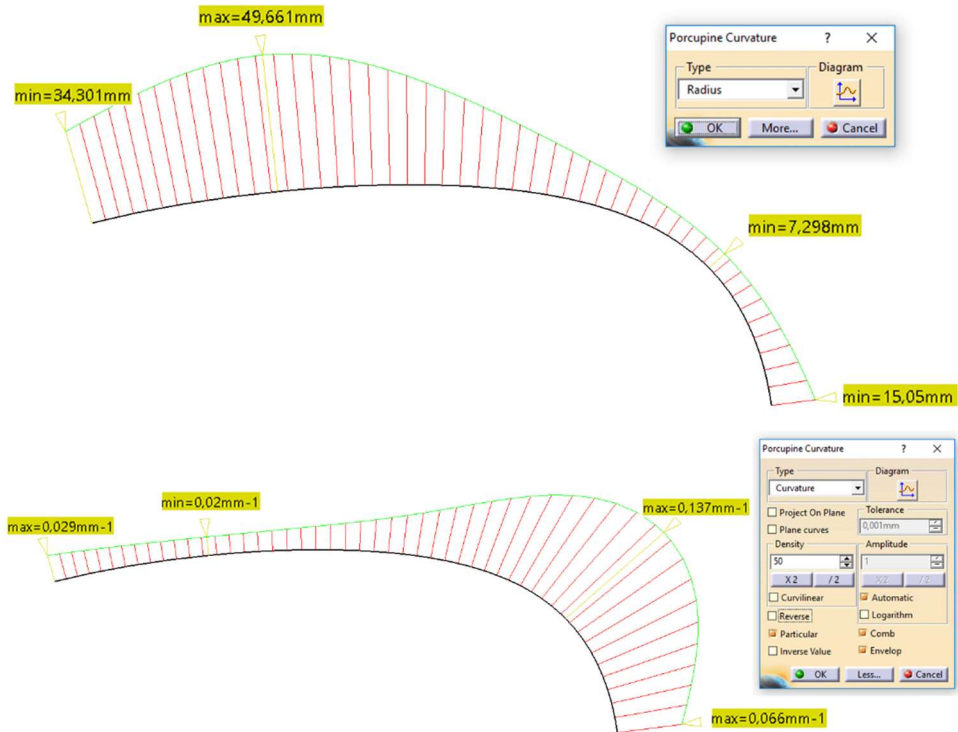 max=49,661mm
min=34,301mm
Porcupine Curvature ? X
Type
Diagram
Radius
OK More... Cancel
min=7,298mm
min=15,05mm
Porcupine Curvature ? X
Type
Diagram
Curvature
Project On Plane
Plane curves
Tolerance
0,001mm
Density
50
X 2 / 2
Amplitude
1
X 2 / 2
Curvilinear
Automatic
Reverse
Logarithm
Particular
Comb
Inverse Value
Envelop
OK Less... Cancel
max=0,029mm-1
min=0,02mm-1
max=0,137mm-1
max=0,066mm-1